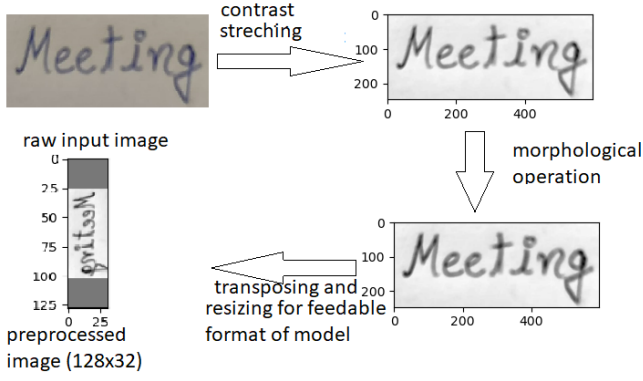 Meeting
contrast
streching
0
100
200
0
200
400
Meeting
raw input image
morphological
operation
0
25
50
75
100
125
0
25
Meeting
0
100
200
0
200
400
Meeting
transposing and
resizing for feedable
format of model
preprocessed
image (128x32)